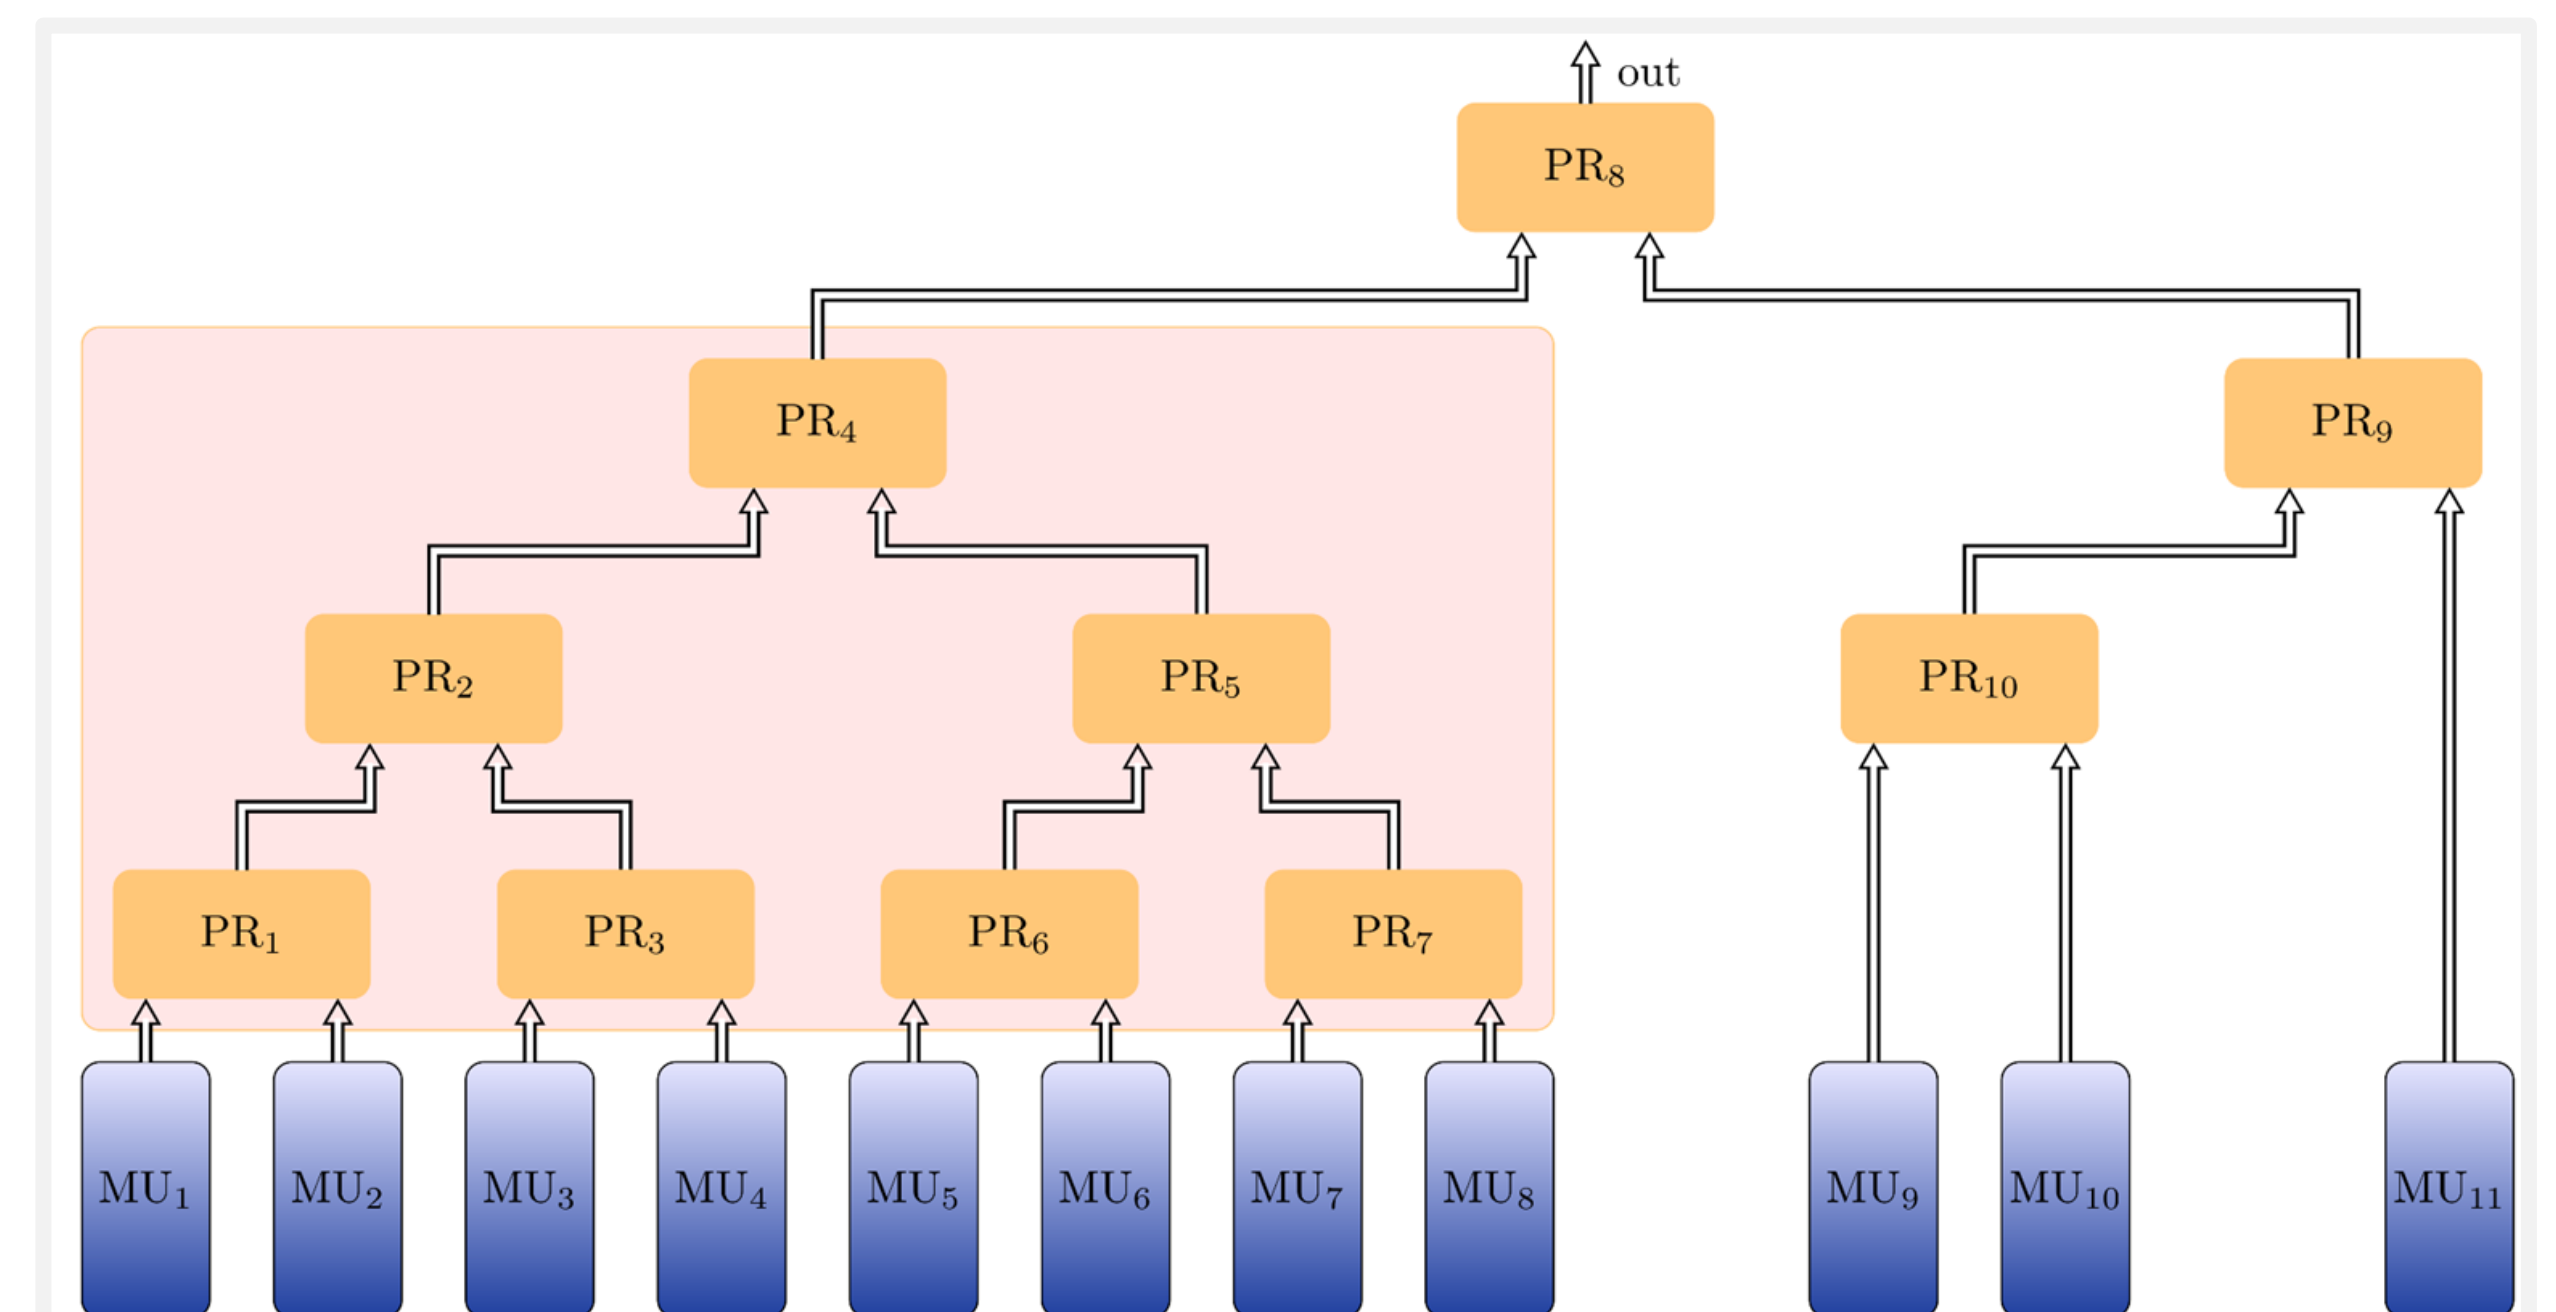 out
PR₈
PR₄ PR₉
PR₂ PR₅ PR₁₀
PR₁ PR₃ PR₆ PR₇
MU₁ MU₂ MU₃ MU₄ MU₅ MU₆ MU₇ MU₈ MU₉ MU₁₀ MU₁₁